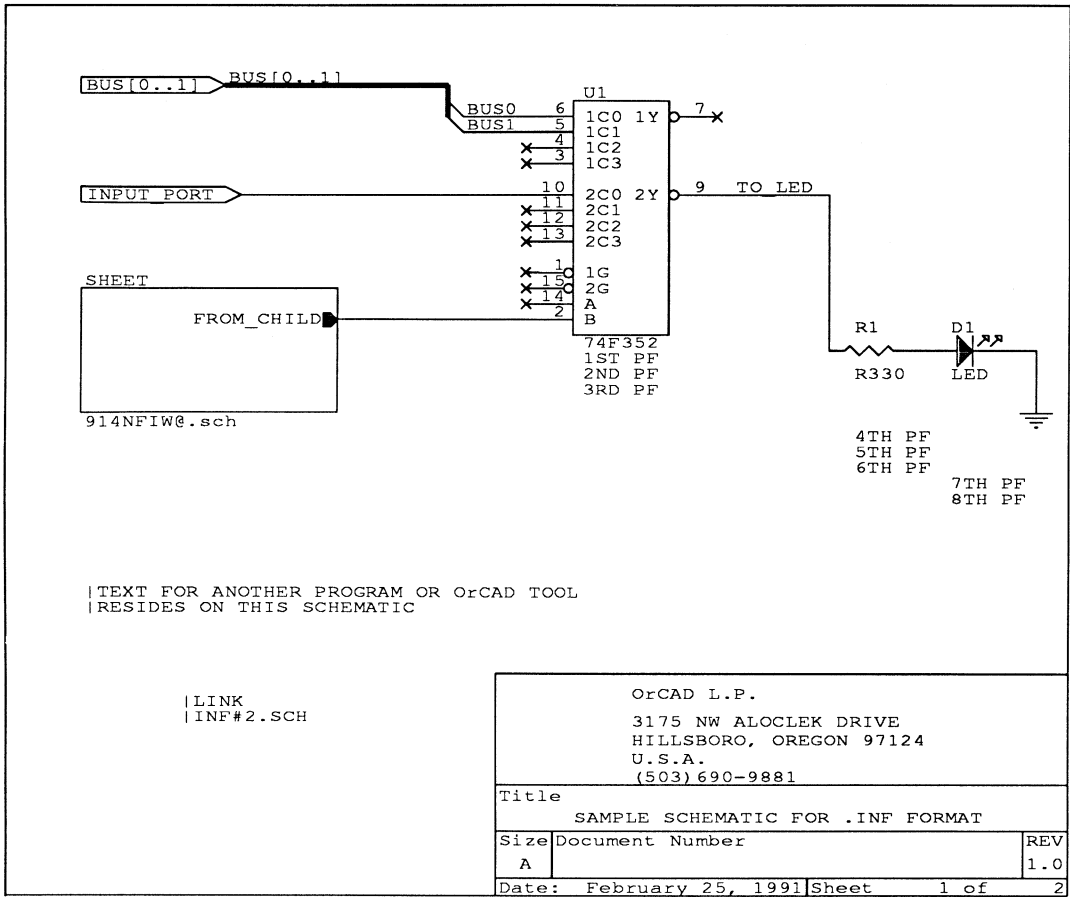 BUS[0..1] BUS[0..1]
U1
BUS0 6 1C0 1Y 7
BUS1 5 1C1
4 1C2
3 1C3
INPUT_PORT 10 2C0 2Y 9 TO_LED
11 2C1
12 2C2
13 2C3
1 1G
15 2G
14 A
2 B
SHEET
FROM_CHILD
914NFIW@.sch
74F352
1ST PF
2ND PF
3RD PF
R1 D1
R330 LED
4TH PF
5TH PF
6TH PF
7TH PF
8TH PF
|TEXT FOR ANOTHER PROGRAM OR OrCAD TOOL
|RESIDES ON THIS SCHEMATIC
|LINK
|INF#2.SCH
OrCAD L.P.
3175 NW ALOCLEK DRIVE
HILLSBORO, OREGON 97124
U.S.A.
(503)690-9881
Title
SAMPLE SCHEMATIC FOR .INF FORMAT
Size Document Number REV
A 1.0
Date: February 25, 1991 Sheet 1 of 2